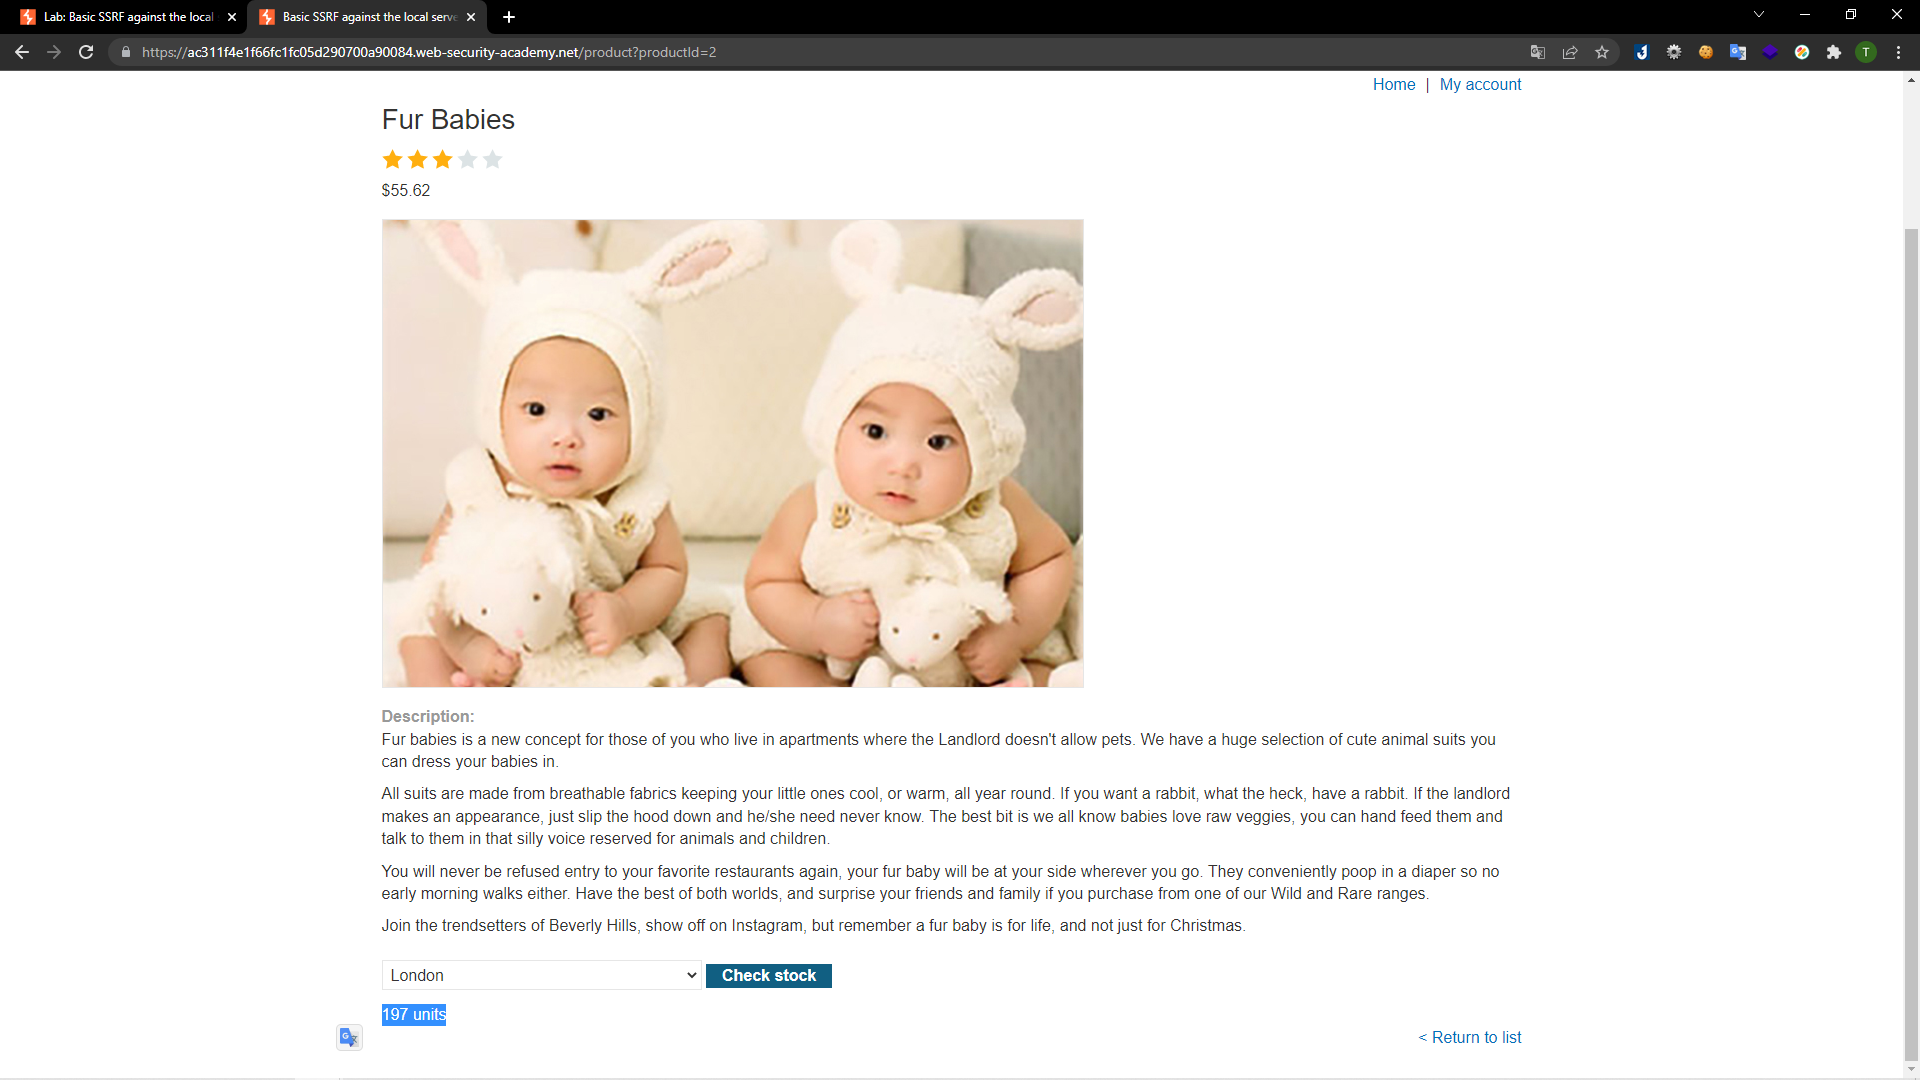 Lab: Basic SSRF against the local
Basic SSRF against the local serve
https://ac311f4e1f66fc1fc05d290700a90084.web-security-academy.net/product?productId=2
T
Home | My account
Fur Babies
$55.62
Description:
Fur babies is a new concept for those of you who live in apartments where the Landlord doesn't allow pets. We have a huge selection of cute animal suits you
can dress your babies in.
All suits are made from breathable fabrics keeping your little ones cool, or warm, all year round. If you want a rabbit, what the heck, have a rabbit. If the landlord
makes an appearance, just slip the hood down and he/she need never know. The best bit is we all know babies love raw veggies, you can hand feed them and
talk to them in that silly voice reserved for animals and children.
You will never be refused entry to your favorite restaurants again, your fur baby will be at your side wherever you go. They conveniently poop in a diaper so no
early morning walks either. Have the best of both worlds, and surprise your friends and family if you purchase from one of our Wild and Rare ranges.
Join the trendsetters of Beverly Hills, show off on Instagram, but remember a fur baby is for life, and not just for Christmas.
London
Check stock
197 units
< Return to list